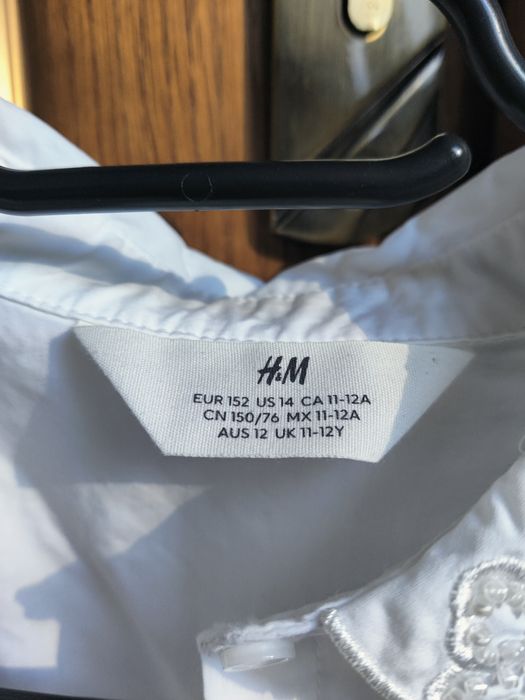 H&M
EUR 152 US 14 CA 11-12A
CN 150/76 MX 11-12A
AUS 12 UK 11-12Y